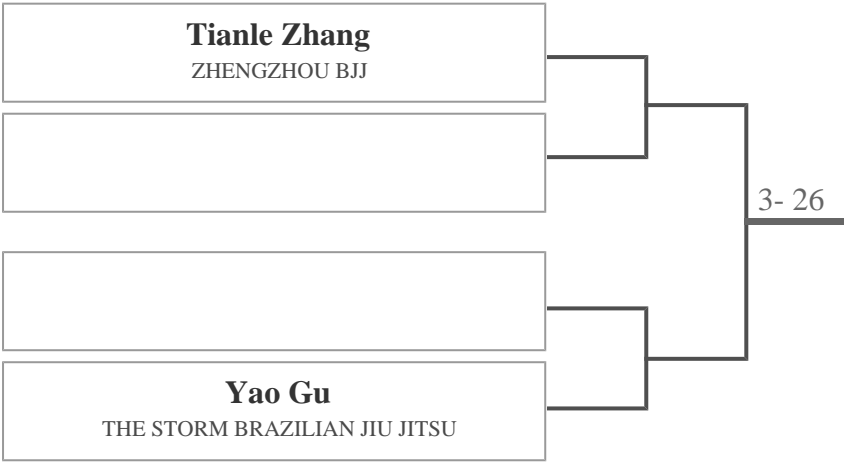 Tianle Zhang
ZHENGZHOU BJJ
3- 26
Yao Gu
THE STORM BRAZILIAN JIU JITSU